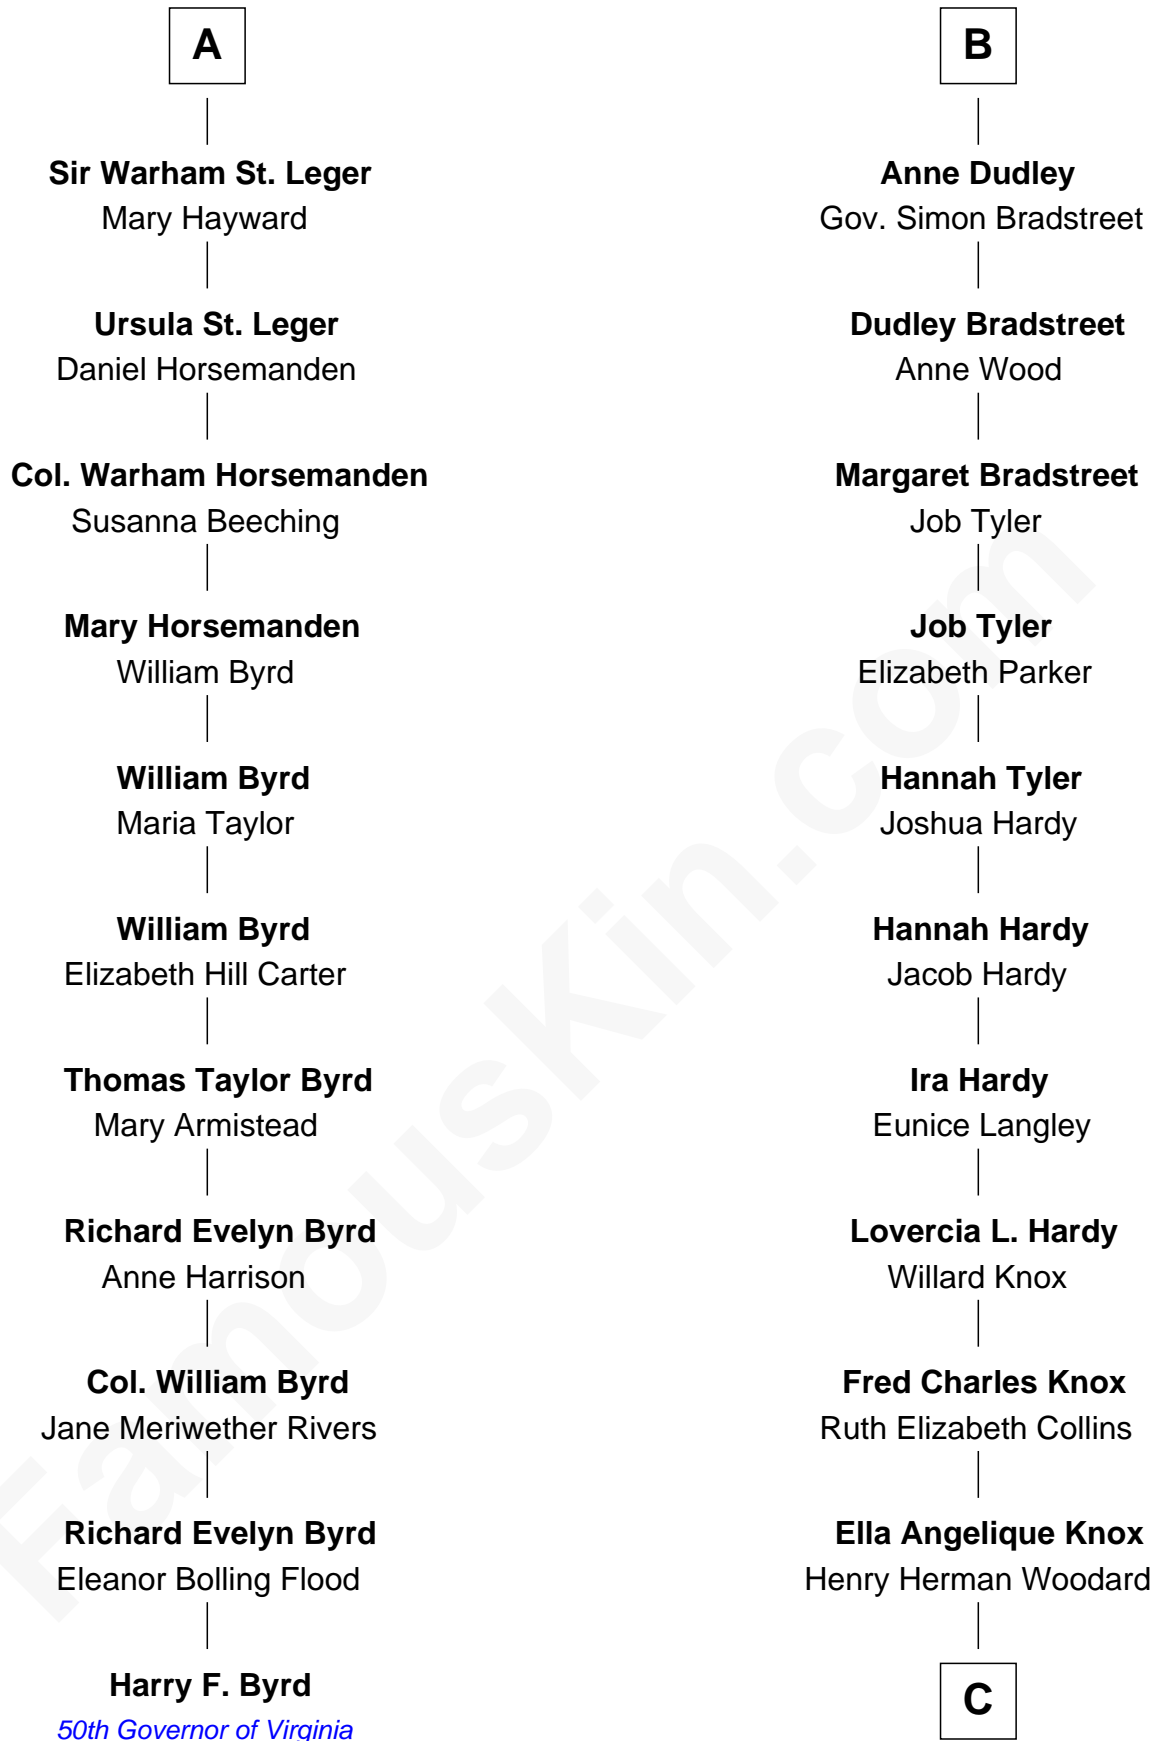 A
Sir Warham St. Leger
Mary Hayward
Ursula St. Leger
Daniel Horsemanden
Col. Warham Horsemanden
Susanna Beeching
Mary Horsemanden
William Byrd
William Byrd
Maria Taylor
William Byrd
Elizabeth Hill Carter
Thomas Taylor Byrd
Mary Armistead
Richard Evelyn Byrd
Anne Harrison
Col. William Byrd
Jane Meriwether Rivers
Richard Evelyn Byrd
Eleanor Bolling Flood
Harry F. Byrd
50th Governor of Virginia
B
Anne Dudley
Gov. Simon Bradstreet
Dudley Bradstreet
Anne Wood
Margaret Bradstreet
Job Tyler
Job Tyler
Elizabeth Parker
Hannah Tyler
Joshua Hardy
Hannah Hardy
Jacob Hardy
Ira Hardy
Eunice Langley
Lovercia L. Hardy
Willard Knox
Fred Charles Knox
Ruth Elizabeth Collins
Ella Angelique Knox
Henry Herman Woodard
C
FamousKin.com